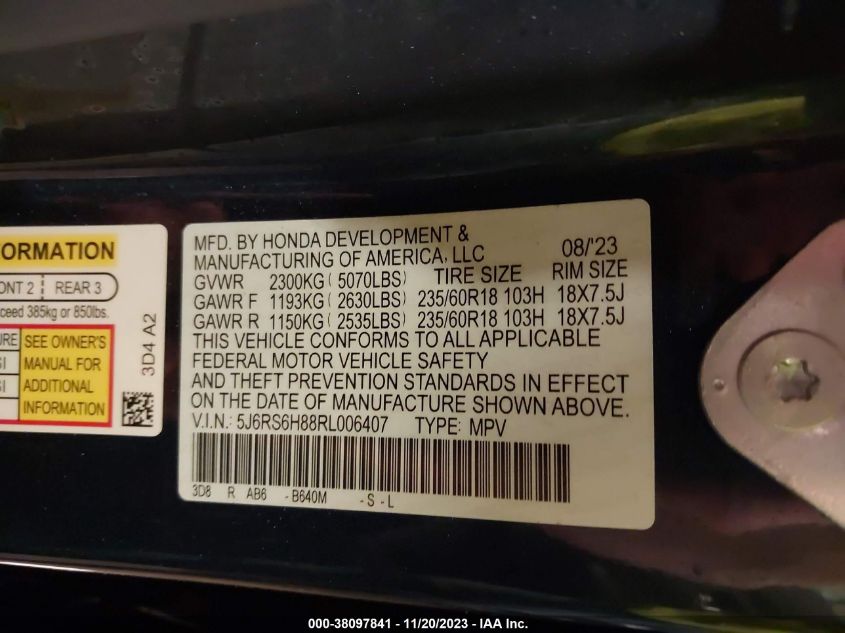 ORMATION
ONT 2 | REAR 3
ceed 385kg or 850lbs.
URE
SI
SI
SEE OWNER'S
MANUAL FOR
ADDITIONAL
INFORMATION
3D4 A2
MFD. BY HONDA DEVELOPMENT &
MANUFACTURING OF AMERICA, LLC 08/'23
GVWR 2300KG ( 5070LBS) TIRE SIZE RIM SIZE
GAWR F 1193KG ( 2630LBS) 235/60R18 103H 18X7.5J
GAWR R 1150KG ( 2535LBS) 235/60R18 103H 18X7.5J
THIS VEHICLE CONFORMS TO ALL APPLICABLE
FEDERAL MOTOR VEHICLE SAFETY
AND THEFT PREVENTION STANDARDS IN EFFECT
ON THE DATE OF MANUFACTURE SHOWN ABOVE.
V.I.N.: 5J6RS6H88RL006407 TYPE: MPV
3D8 R AB6 -B640M -S -L
000-38097841 - 11/20/2023 - IAA Inc.